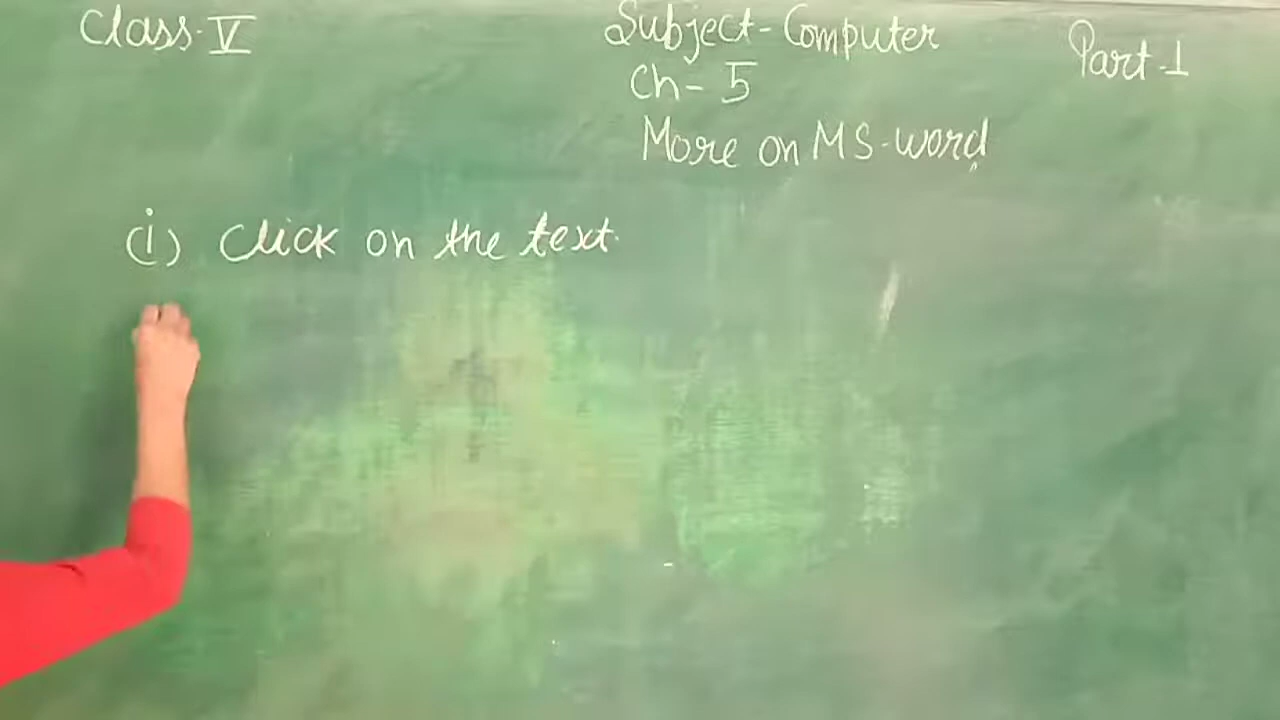 Class-V
Subject-Computer
Part-1
Ch-5
More on MS-word
(i) Click on the text.